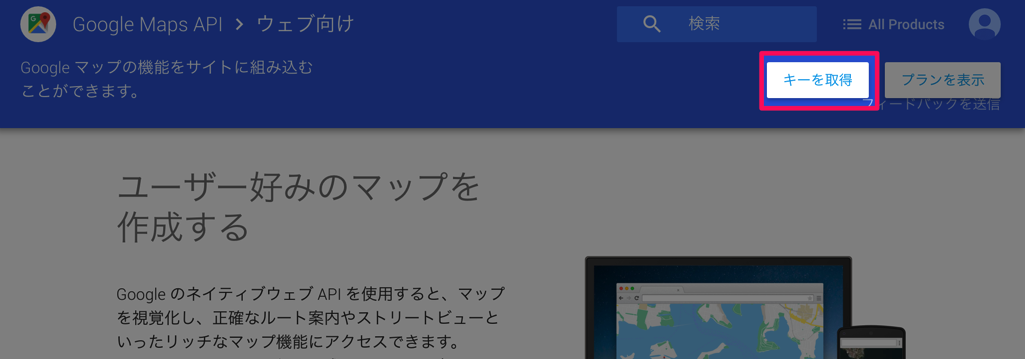 Google Maps API > ウェブ向け
検索
All Products
Google マップの機能をサイトに組み込む
ことができます。
キーを取得
プランを表示
フィードバックを送信
ユーザー好みのマップを
作成する
Google のネイティブウェブ API を使用すると、マップ
を視覚化し、正確なルート案内やストリートビューと
いったリッチなマップ機能にアクセスできます。